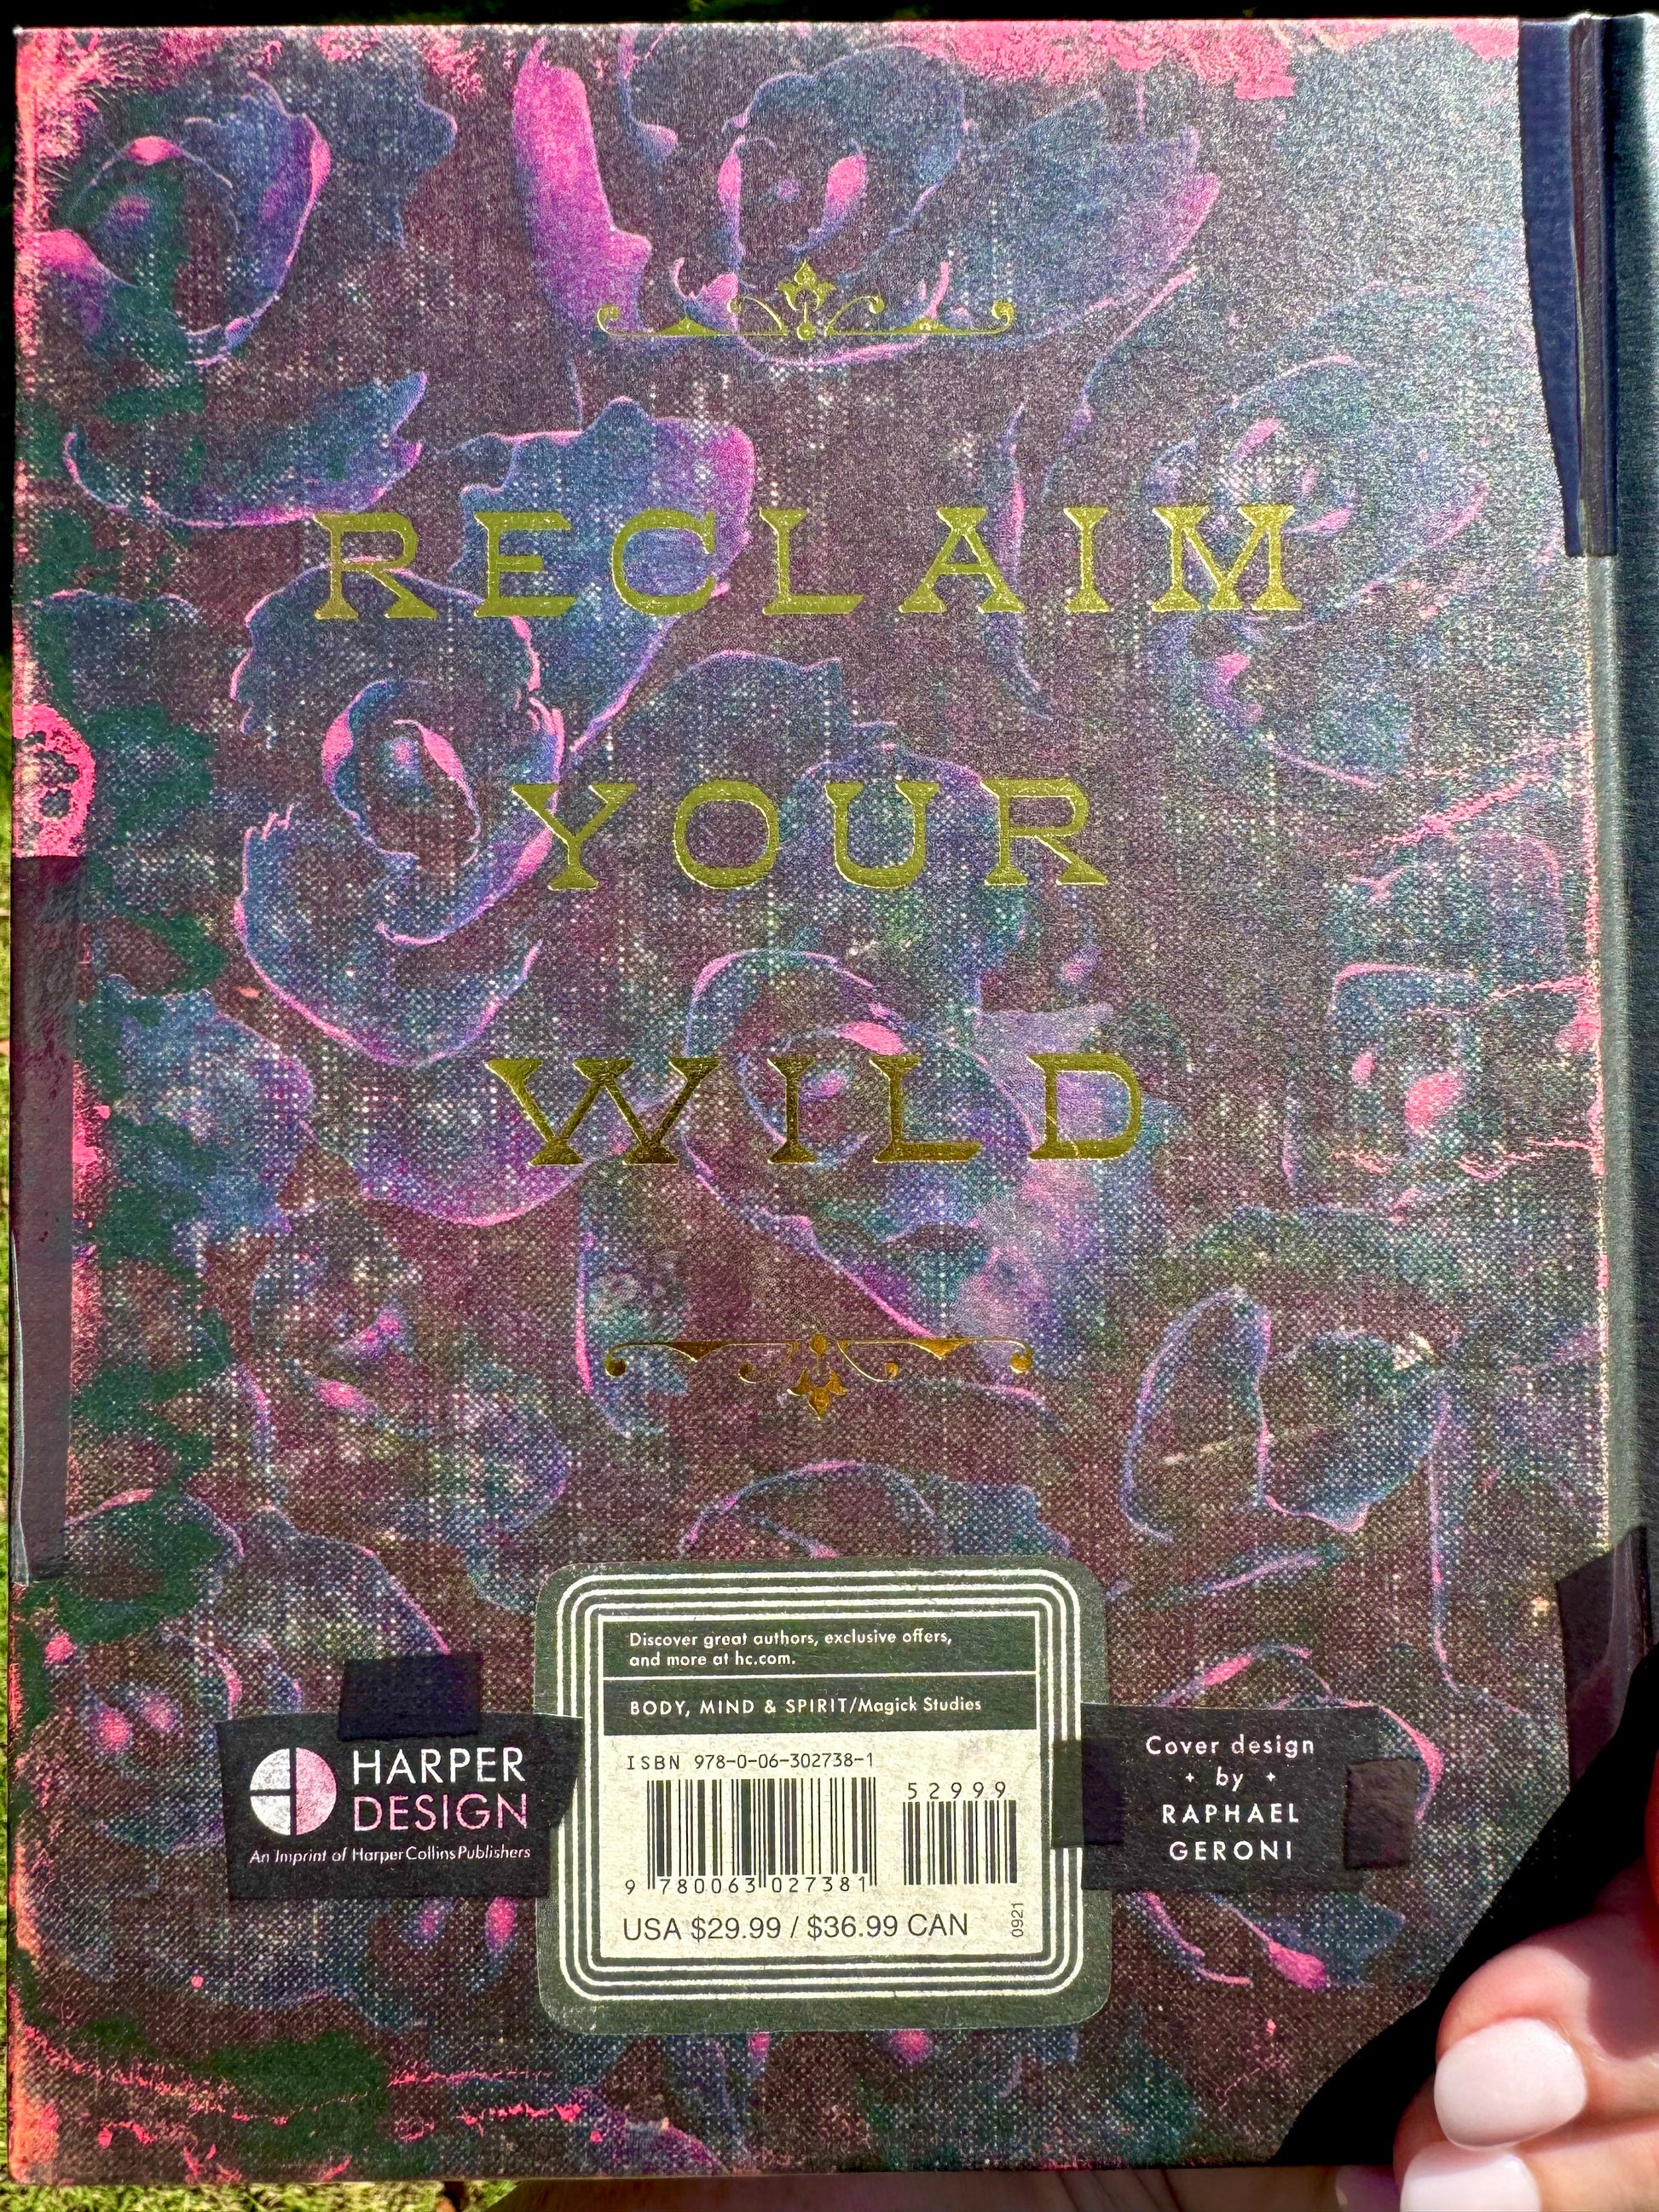 RECLAIM
YOUR
WILD
Discover great authors, exclusive offers,
and more at hc.com.
BODY, MIND & SPIRIT/Magick Studies
ISBN 978-0-06-302738-1
52999
9 780063 027381
USA $29.99 / $36.99 CAN
0921
HARPER
DESIGN
An Imprint of HarperCollinsPublishers
Cover design
by
RAPHAEL
GERONI